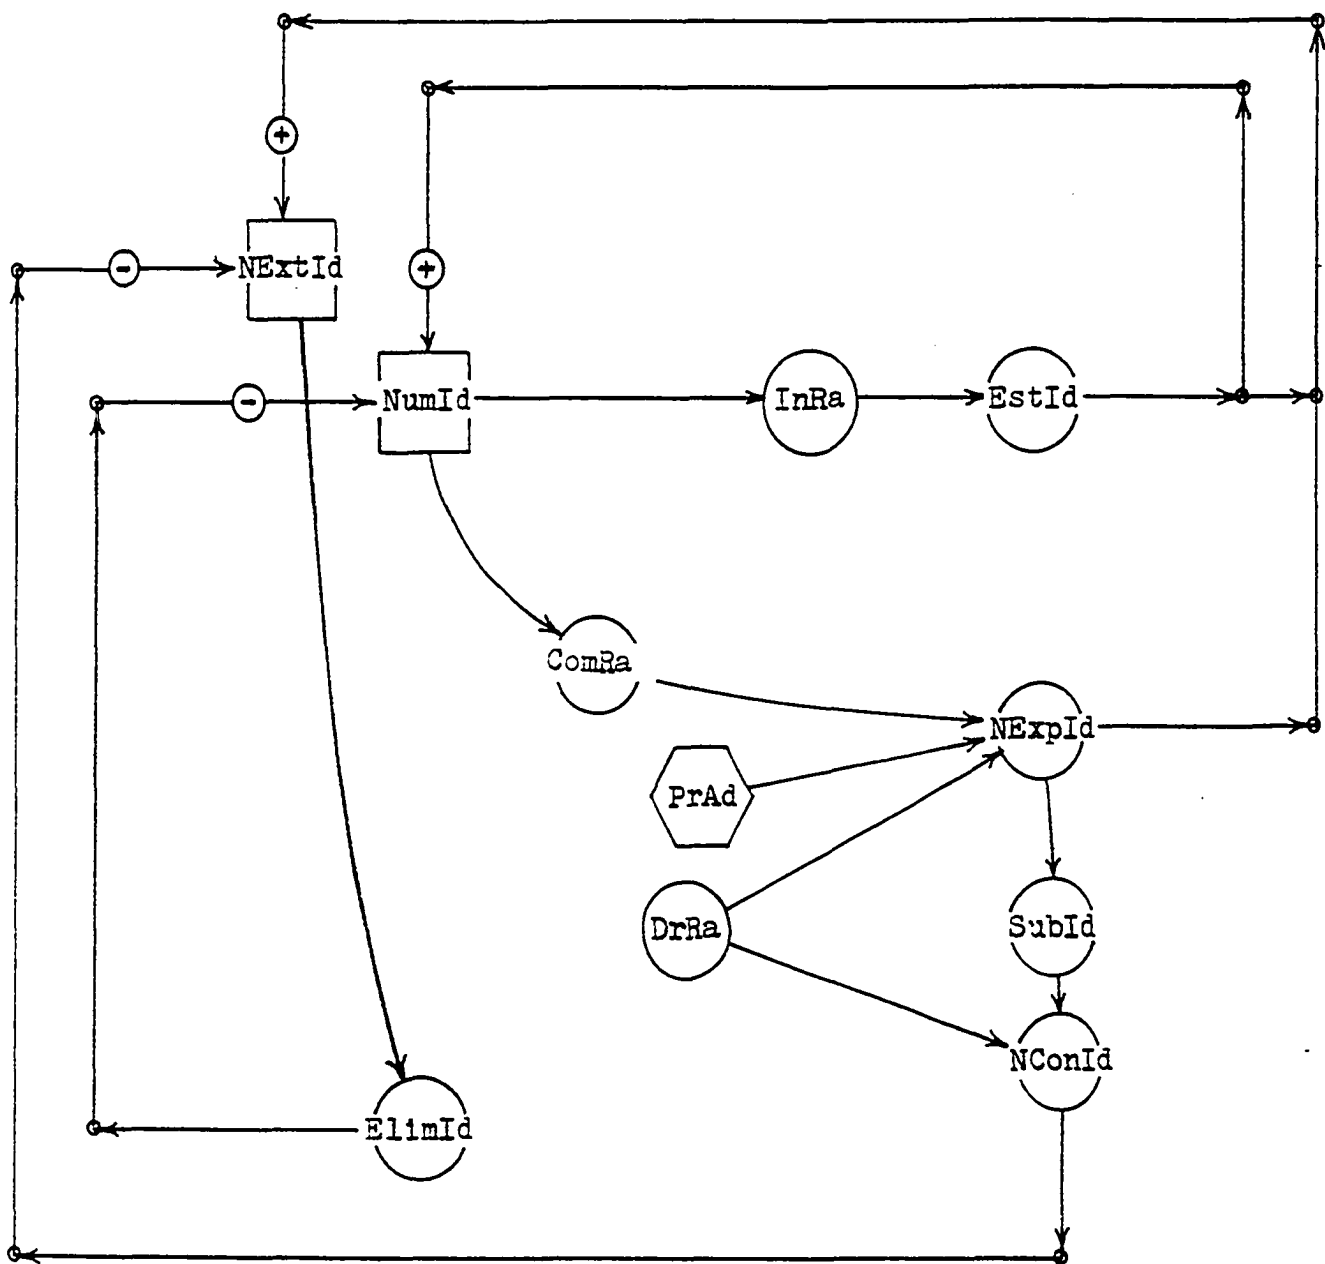 +
NExtId
-
+
NumId
-
InRa
EstId
ComRa
NExpId
PrAd
DrRa
SubId
NConId
ElimId